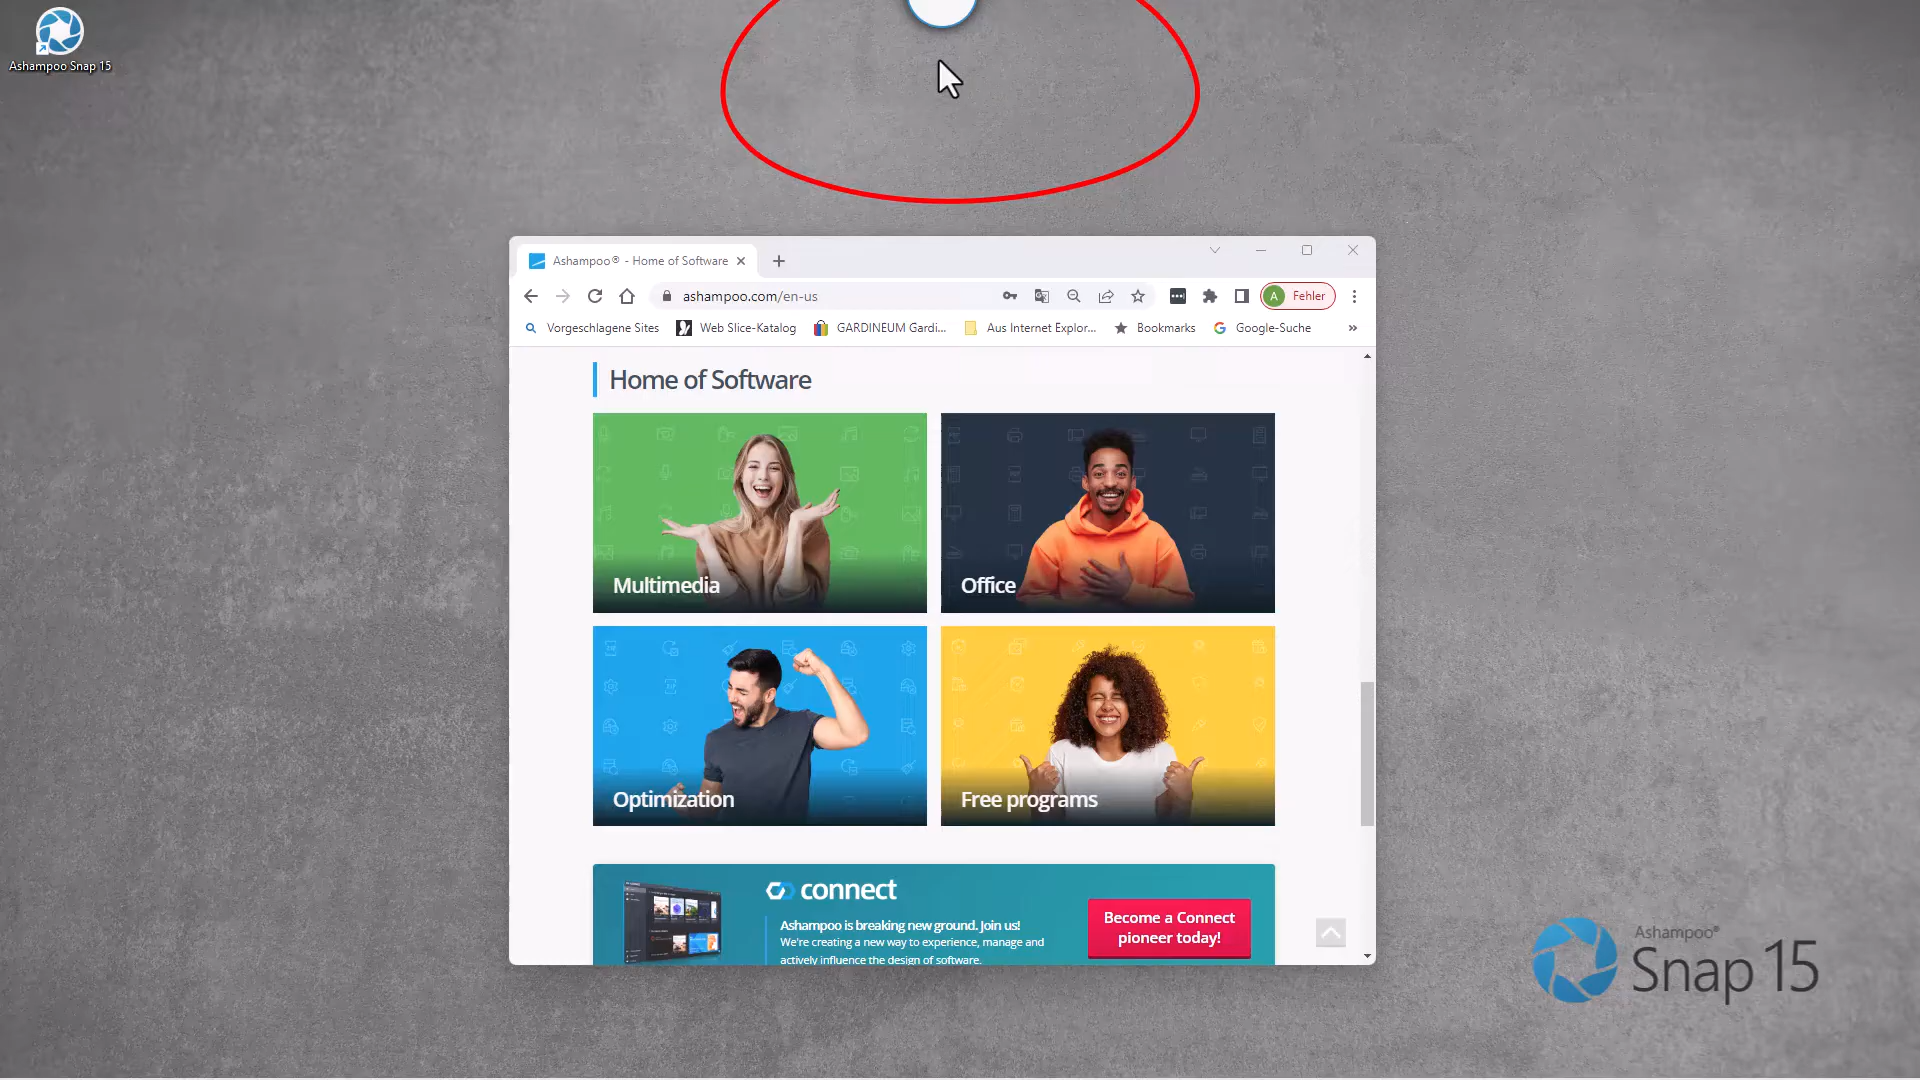 Ashampoo Snap 15
Ashampoo® - Home of Software
ashampoo.com/en-us
A Fehler
Vorgeschlagene Sites
Web Slice-Katalog
GARDINEUM Gardi...
Aus Internet Explor...
Bookmarks
Google-Suche
Home of Software
Multimedia
Office
Optimization
Free programs
connect
Ashampoo is breaking new ground. Join us!
We're creating a new way to experience, manage and
actively influence the design of software.
Become a Connect
pioneer today!
Ashampoo®
Snap 15